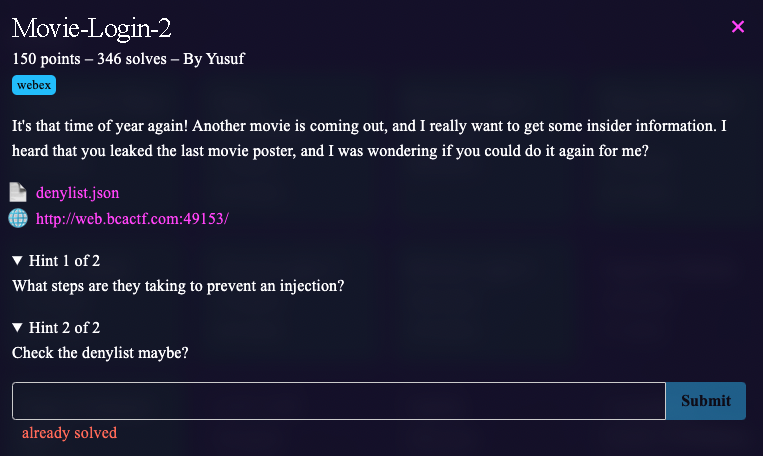 Movie-Login-2
150 points – 346 solves – By Yusuf
webex
It's that time of year again! Another movie is coming out, and I really want to get some insider information. I
heard that you leaked the last movie poster, and I was wondering if you could do it again for me?
denylist.json
http://web.bcactf.com:49153/
▼ Hint 1 of 2
What steps are they taking to prevent an injection?
▼ Hint 2 of 2
Check the denylist maybe?
Submit
already solved